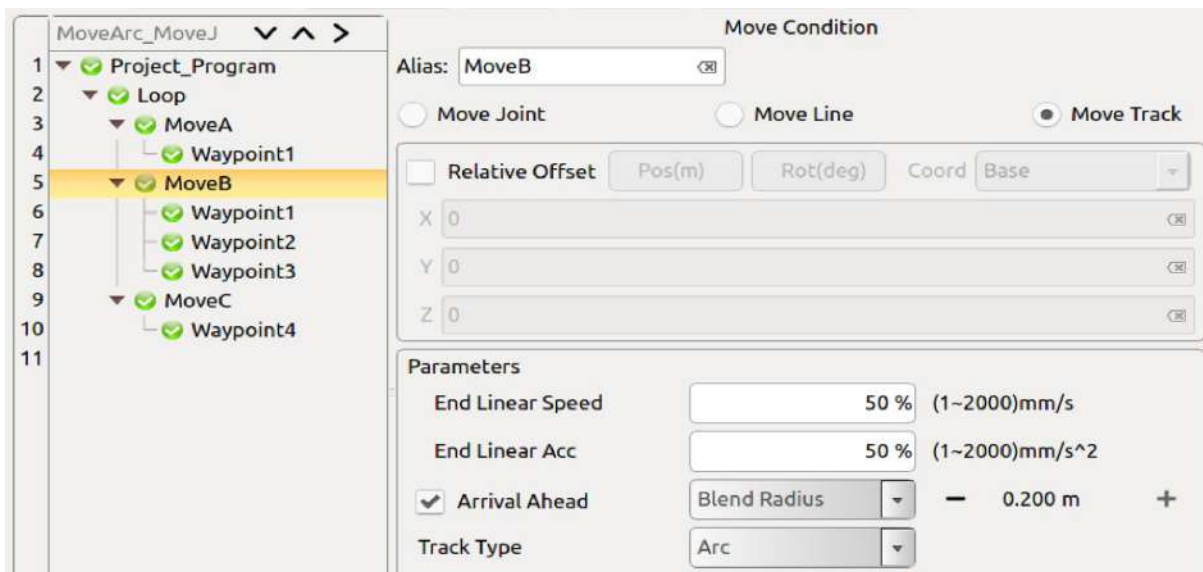 MoveArc_MoveJ
1 Project_Program
2 Loop
3 MoveA
4 Waypoint1
5 MoveB
6 Waypoint1
7 Waypoint2
8 Waypoint3
9 MoveC
10 Waypoint4
11
Move Condition
Alias: MoveB
Move Joint Move Line Move Track
Relative Offset Pos(m) Rot(deg) Coord Base
X 0
Y 0
Z 0
Parameters
End Linear Speed 50 % (1~2000)mm/s
End Linear Acc 50 % (1~2000)mm/s^2
Arrival Ahead Blend Radius − 0.200 m +
Track Type Arc